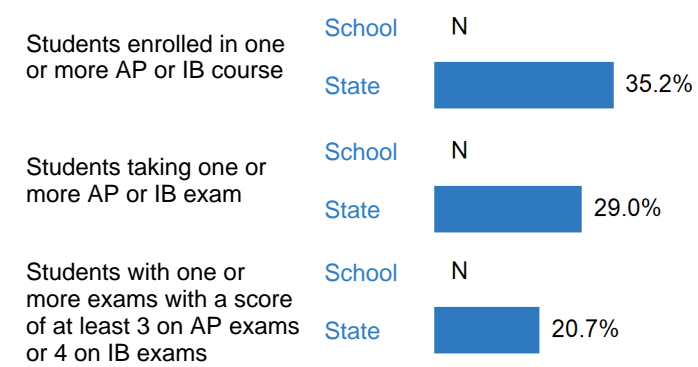 Students enrolled in one
or more AP or IB course
School N
State 35.2%
Students taking one or
more AP or IB exam
School N
State 29.0%
Students with one or
more exams with a score
of at least 3 on AP exams
or 4 on IB exams
School N
State 20.7%